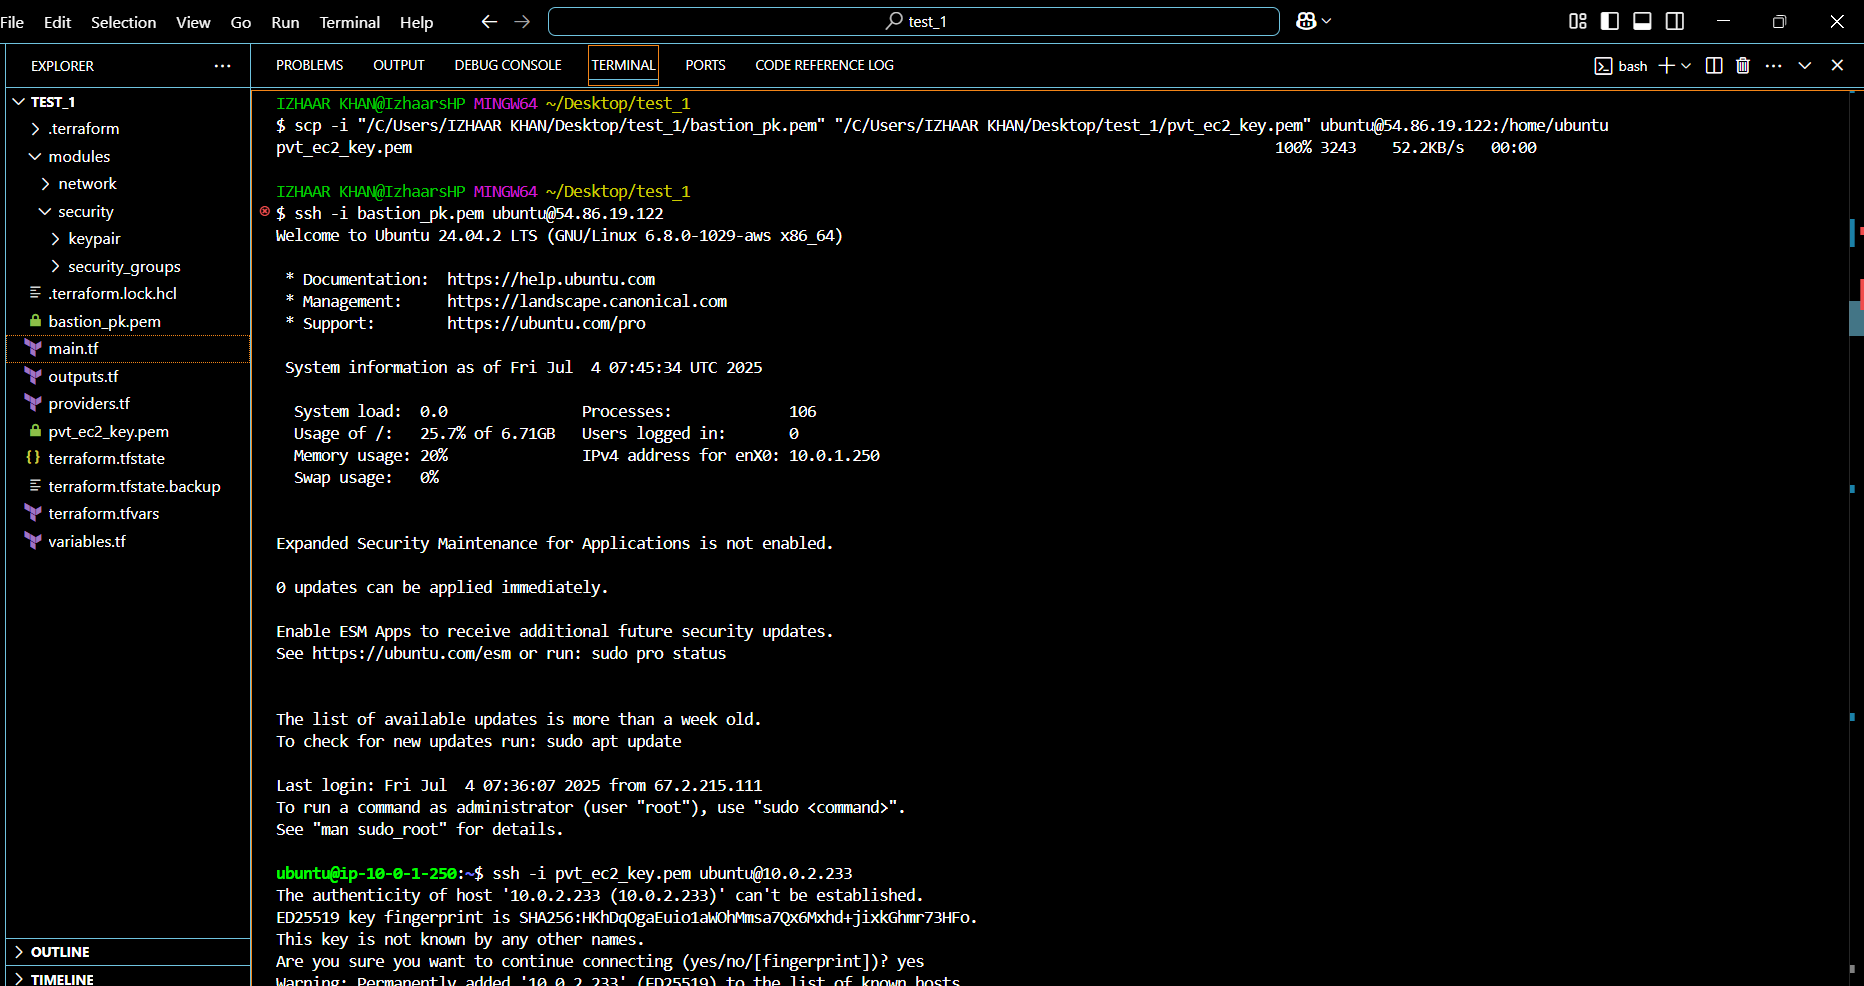 File Edit Selection View Go Run Terminal Help
test_1
EXPLORER
PROBLEMS OUTPUT DEBUG CONSOLE TERMINAL PORTS CODE REFERENCE LOG
bash
TEST_1
.terraform
modules
network
security
keypair
security_groups
.terraform.lock.hcl
bastion_pk.pem
main.tf
outputs.tf
providers.tf
pvt_ec2_key.pem
terraform.tfstate
terraform.tfstate.backup
terraform.tfvars
variables.tf
OUTLINE
TIMELINE
IZHAAR KHAN@IzhaarsHP MINGW64 ~/Desktop/test_1
$ scp -i "/C/Users/IZHAAR KHAN/Desktop/test_1/bastion_pk.pem" "/C/Users/IZHAAR KHAN/Desktop/test_1/pvt_ec2_key.pem" ubuntu@54.86.19.122:/home/ubuntu
pvt_ec2_key.pem 100% 3243 52.2KB/s 00:00
IZHAAR KHAN@IzhaarsHP MINGW64 ~/Desktop/test_1
$ ssh -i bastion_pk.pem ubuntu@54.86.19.122
Welcome to Ubuntu 24.04.2 LTS (GNU/Linux 6.8.0-1029-aws x86_64)
* Documentation: https://help.ubuntu.com
* Management: https://landscape.canonical.com
* Support: https://ubuntu.com/pro
System information as of Fri Jul 4 07:45:34 UTC 2025
System load: 0.0 Processes: 106
Usage of /: 25.7% of 6.71GB Users logged in: 0
Memory usage: 20% IPv4 address for enX0: 10.0.1.250
Swap usage: 0%
Expanded Security Maintenance for Applications is not enabled.
0 updates can be applied immediately.
Enable ESM Apps to receive additional future security updates.
See https://ubuntu.com/esm or run: sudo pro status
The list of available updates is more than a week old.
To check for new updates run: sudo apt update
Last login: Fri Jul 4 07:36:07 2025 from 67.2.215.111
To run a command as administrator (user "root"), use "sudo <command>".
See "man sudo_root" for details.
ubuntu@ip-10-0-1-250:~$ ssh -i pvt_ec2_key.pem ubuntu@10.0.2.233
The authenticity of host '10.0.2.233 (10.0.2.233)' can't be established.
ED25519 key fingerprint is SHA256:HKhDqOgaEuio1aWOhMmsa7Qx6Mxhd+jixkGhmr73HFo.
This key is not known by any other names.
Are you sure you want to continue connecting (yes/no/[fingerprint])? yes
Warning: Permanently added '10.0.2.233' (ED25519) to the list of known hosts.